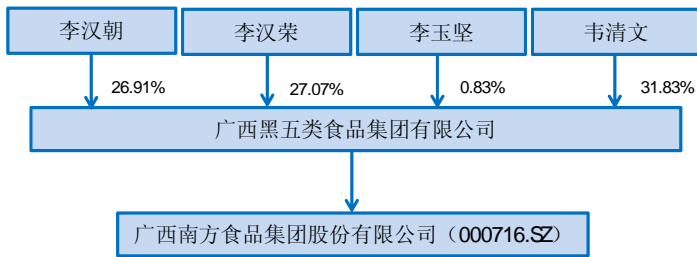 李汉朝
李汉荣
李玉坚
韦清文
26.91%
27.07%
0.83%
31.83%
广西黑五类食品集团有限公司
广西南方食品集团股份有限公司（000716.SZ）